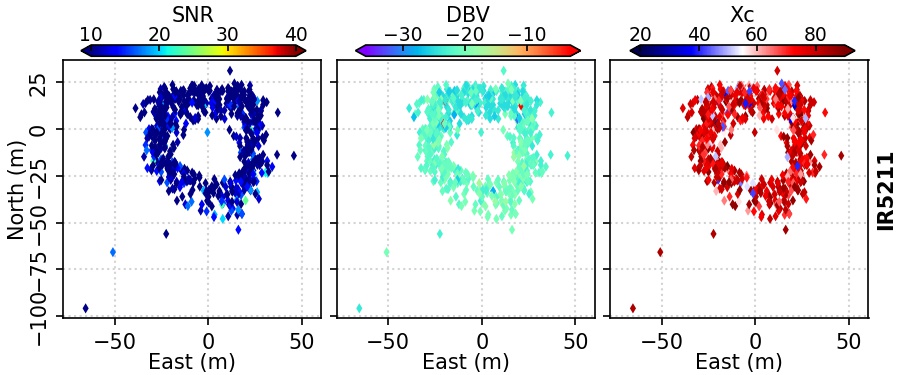 SNR DBV Xc
10 20 30 40 −30 −20 −10 20 40 60 80
25
0
−25
−50
−75
−100
North (m)
IR5211
−50 0 50 −50 0 50 −50 0 50
East (m) East (m) East (m)